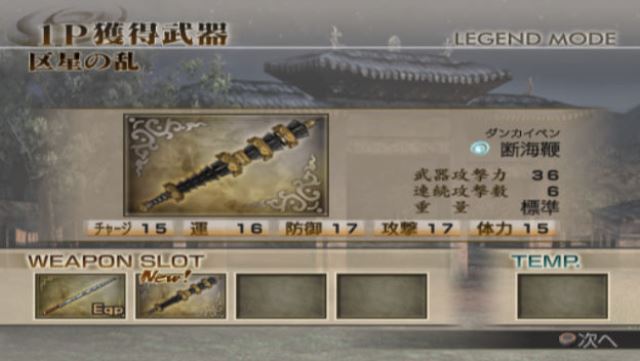 1P獲得武器
LEGEND MODE
区星の乱
ダンカイベン
断海鞭
武器攻撃力 36
連続攻撃数 6
重量 標準
チャージ 15 運 16 防御 17 攻撃 17 体力 15
WEAPON SLOT
TEMP.
New!
Eqp
次へ